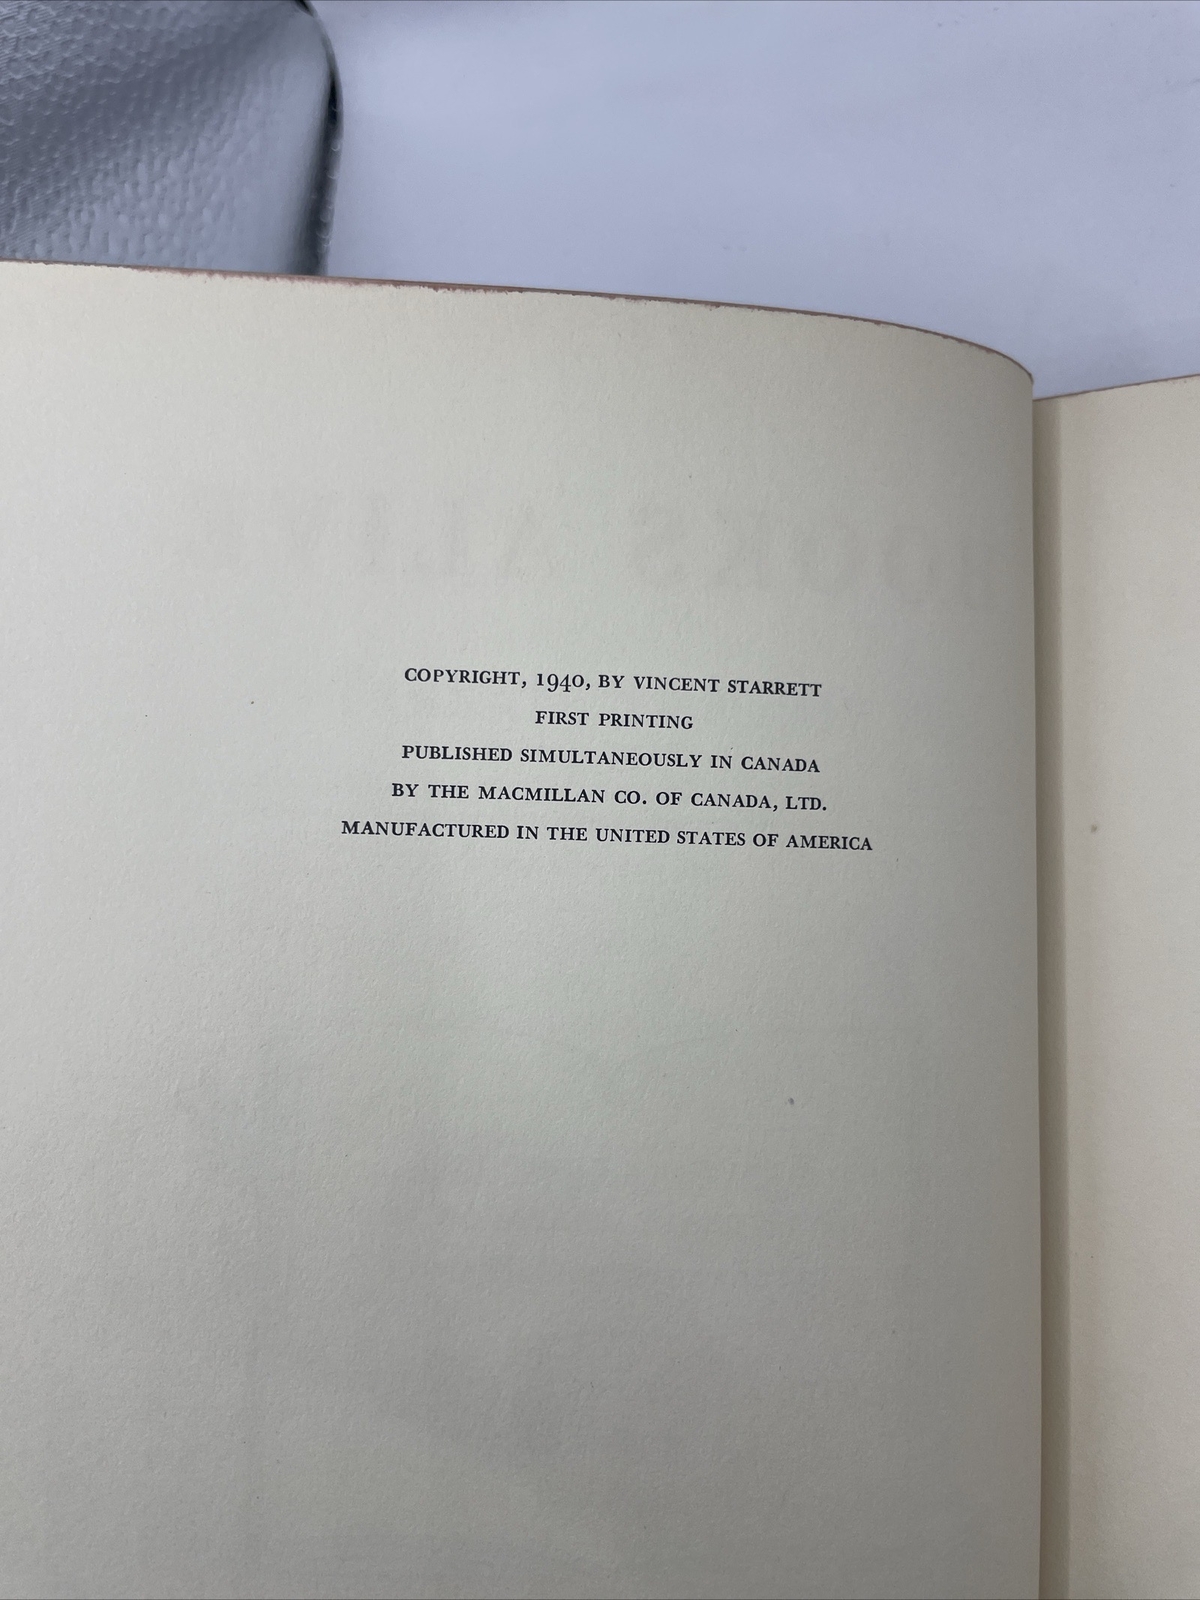 COPYRIGHT, 1940, BY VINCENT STARRETT
FIRST PRINTING
PUBLISHED SIMULTANEOUSLY IN CANADA
BY THE MACMILLAN CO. OF CANADA, LTD.
MANUFACTURED IN THE UNITED STATES OF AMERICA